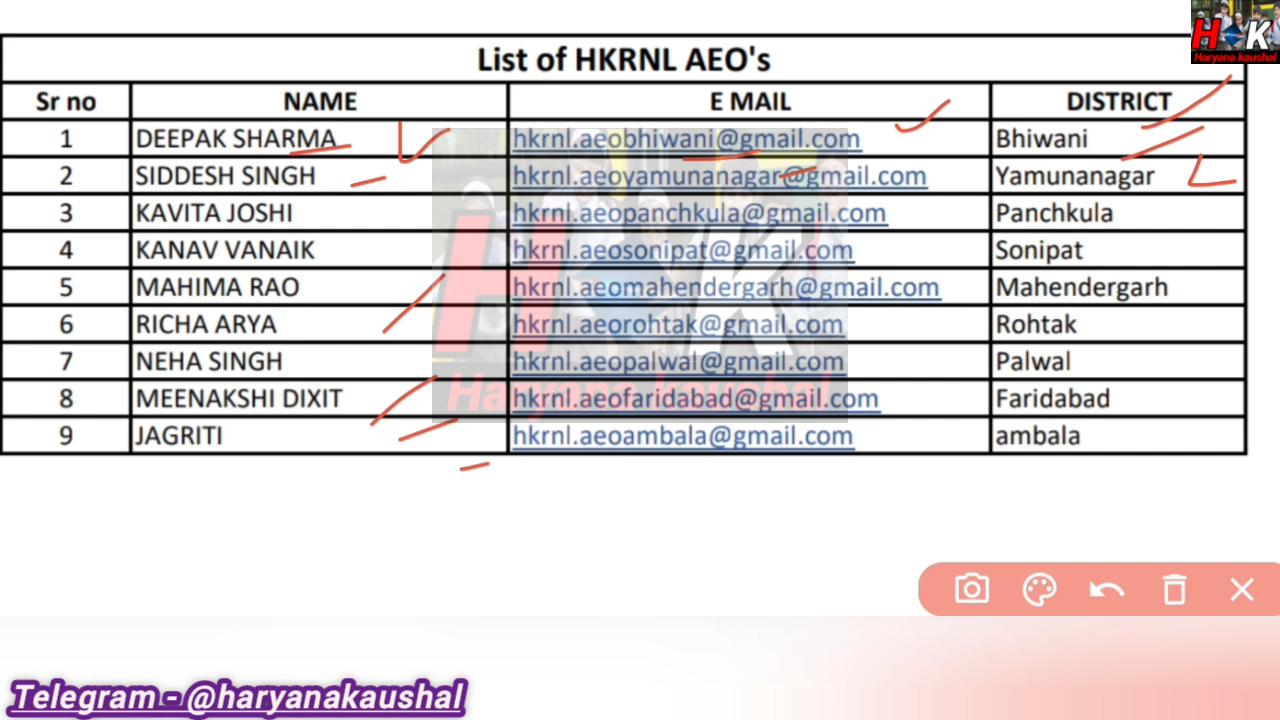 H K
Haryana kaushal
List of HKRNL AEO's
Sr no NAME E MAIL DISTRICT
1 DEEPAK SHARMA hkrnl.aeobhiwani@gmail.com Bhiwani
2 SIDDESH SINGH hkrnl.aeoyamunanagar@gmail.com Yamunanagar
3 KAVITA JOSHI hkrnl.aeopanchkula@gmail.com Panchkula
4 KANAV VANAIK hkrnl.aeosonipat@gmail.com Sonipat
5 MAHIMA RAO hkrnl.aeomahendergarh@gmail.com Mahendergarh
6 RICHA ARYA hkrnl.aeorohtak@gmail.com Rohtak
7 NEHA SINGH hkrnl.aeopalwal@gmail.com Palwal
8 MEENAKSHI DIXIT hkrnl.aeofaridabad@gmail.com Faridabad
9 JAGRITI hkrnl.aeoambala@gmail.com ambala
H K
Haryana kaushal
Telegram - @haryanakaushal